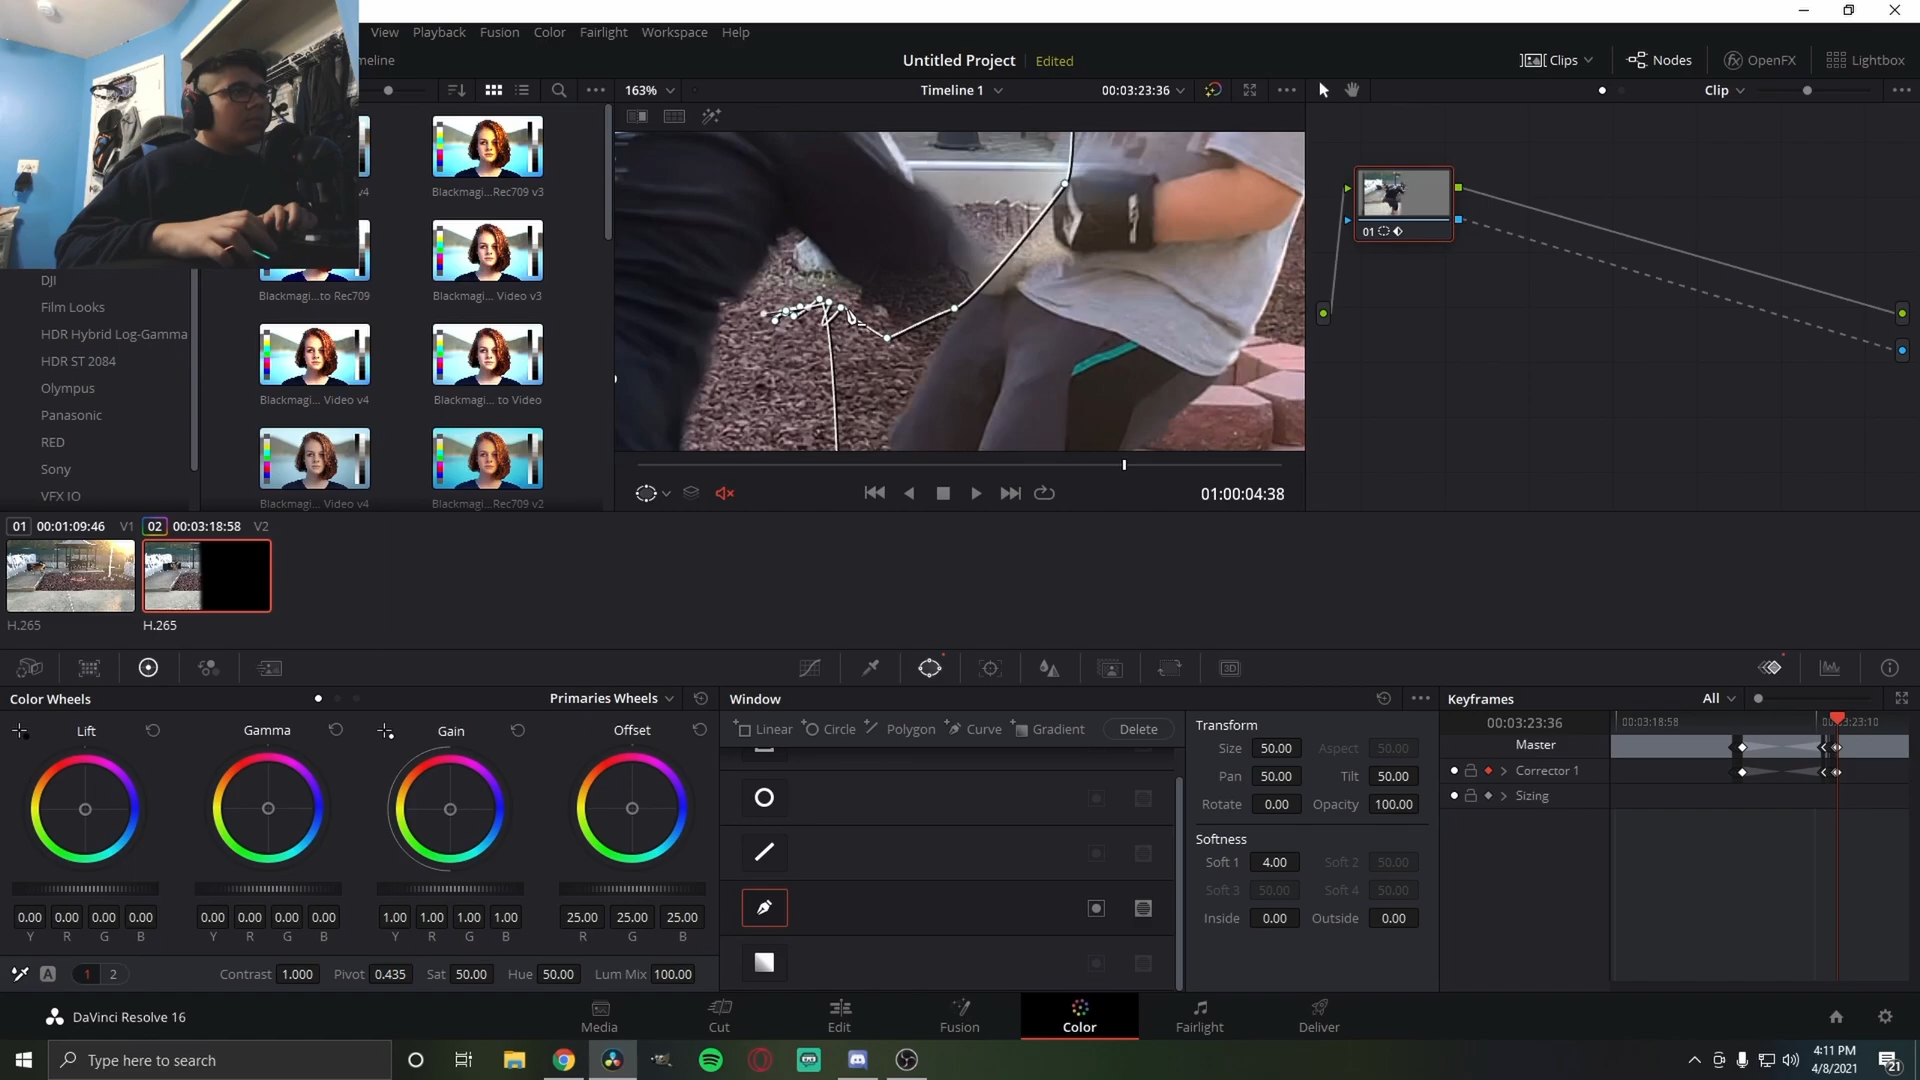 View Playback Fusion Color Fairlight Workspace Help
meline
Untitled Project Edited
Clips Nodes OpenFX Lightbox
163% Timeline 1 00:03:23:36 Clip
v4 Blackmagi...Rec709 v3
Blackmagi...to Rec709 Blackmagi... Video v3
Blackmagi... Video v4 Blackmagi... to Video
Blackmagi... Video v4 Blackmagi...Rec709 v2
DJI
Film Looks
HDR Hybrid Log-Gamma
HDR ST 2084
Olympus
Panasonic
RED
Sony
VFX IO
01
01:00:04:38
01 00:01:09:46 V1 02 00:03:18:58 V2
H.265 H.265
Color Wheels Primaries Wheels
Lift Gamma Gain Offset
0.00 0.00 0.00 0.00 0.00 0.00 0.00 0.00 1.00 1.00 1.00 1.00 25.00 25.00 25.00
Y R G B Y R G B Y R G B R G B
A 1 2 Contrast 1.000 Pivot 0.435 Sat 50.00 Hue 50.00 Lum Mix 100.00
Window
Linear Circle Polygon Curve Gradient Delete
Transform
Size 50.00 Aspect 50.00
Pan 50.00 Tilt 50.00
Rotate 0.00 Opacity 100.00
Softness
Soft 1 4.00 Soft 2 50.00
Soft 3 50.00 Soft 4 50.00
Inside 0.00 Outside 0.00
3D
Keyframes All
00:03:23:36 00:03:18:58
Master
Corrector 1
Sizing
DaVinci Resolve 16
Media Cut Edit Fusion Color Fairlight Deliver
Type here to search
4:11 PM
4/8/2021
21